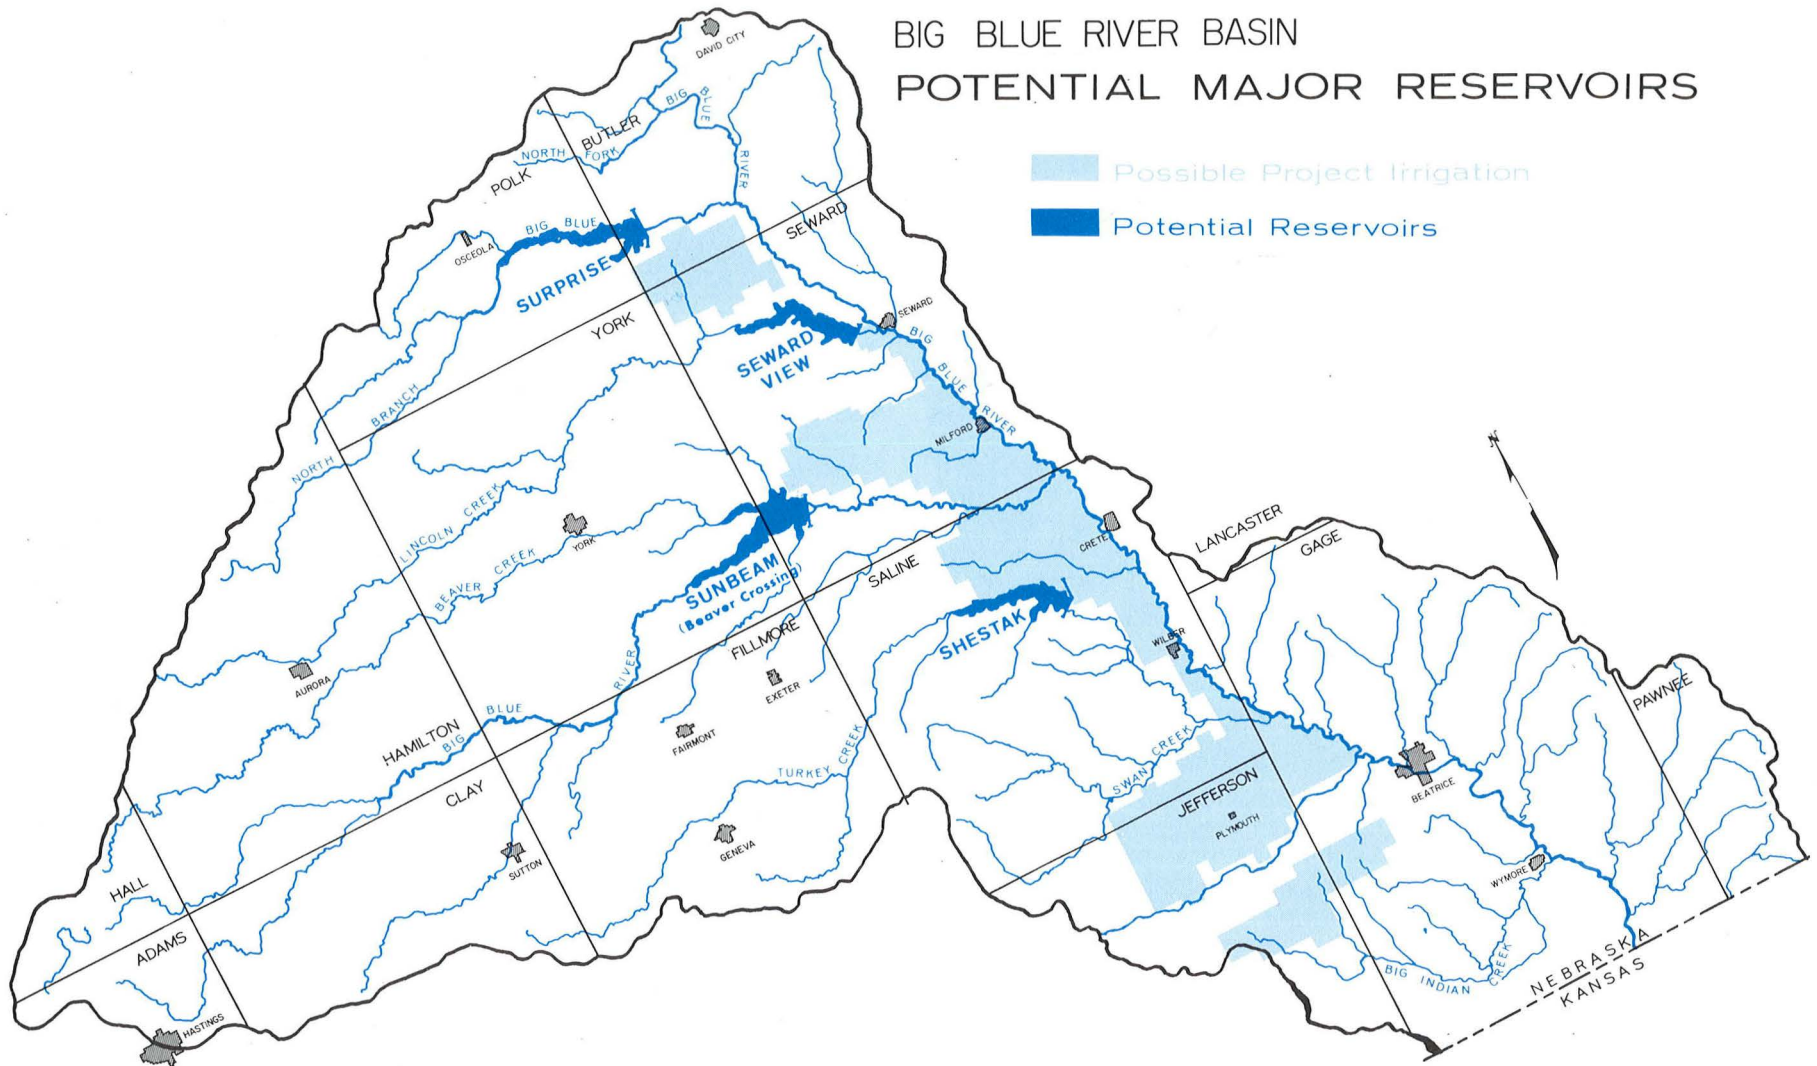 BIG BLUE RIVER BASIN
POTENTIAL MAJOR RESERVOIRS
Possible Project Irrigation
Potential Reservoirs
DAVID CITY
BIG BLUE
RIVER
BUTLER
NORTH FORK
POLK
SEWARD
BIG BLUE
OSCEOLA
SURPRISE
YORK
SEWARD
SEWARD
VIEW
BIG
BLUE
RIVER
NORTH
BRANCH
MILFORD
N
LINCOLN CREEK
YORK
BEAVER CREEK
SUNBEAM
(Beaver Crossing)
SALINE
CRETE
LANCASTER
GAGE
FILLMORE
SHESTAK
WILBER
AURORA
EXETER
PAWNEE
RIVER
BLUE
BIG
HAMILTON
FAIRMONT
TURKEY CREEK
SWAN CREEK
CLAY
JEFFERSON
BEATRICE
PLYMOUTH
GENEVA
SUTTON
WYMORE
HALL
ADAMS
BIG INDIAN CREEK
NEBRASKA
KANSAS
HASTINGS